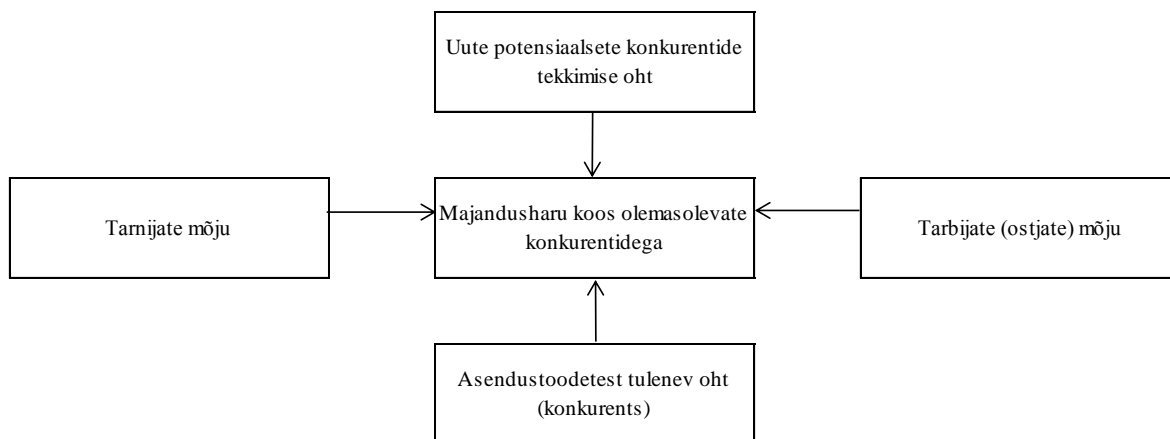 Uute potensiaalsete konkurentide
tekkimise oht
Tarnijate mõju
Majandusharu koos olemasolevate
konkurentidega
Tarbijate (ostjate) mõju
Asendustoodetest tulenev oht
(konkurents)